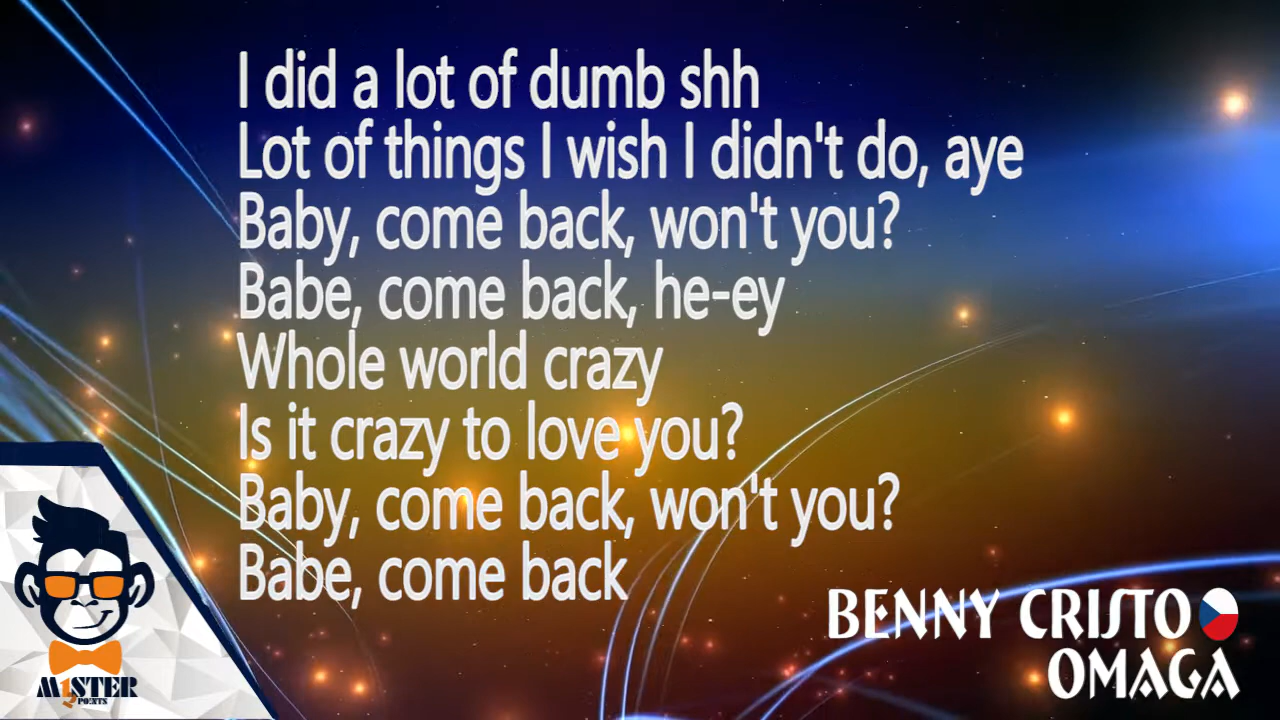 I did a lot of dumb shh
Lot of things I wish I didn't do, aye
Baby, come back, won't you?
Babe, come back, he-ey
Whole world crazy
Is it crazy to love you?
Baby, come back, won't you?
Babe, come back
BENNY CRISTO
OMAGA
M1STER
POINTS